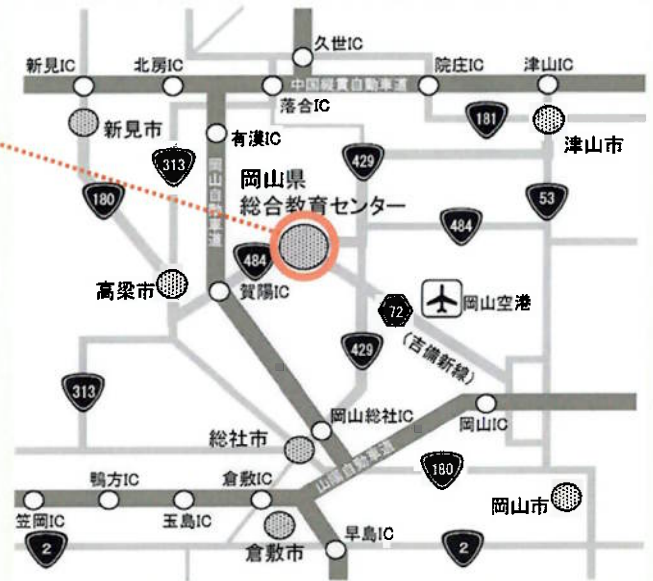 久世IC
新見IC
北房IC
院庄IC
津山IC
中国縦貫自動車道
落合IC
181
新見市
有漢IC
津山市
313
429
岡山自動車道
岡山県
総合教育センター
180
53
484
484
高梁市
賀陽IC
72
岡山空港
(吉備新線)
429
313
岡山総社IC
岡山IC
総社市
山陽自動車道
180
鴨方IC
倉敷IC
岡山市
笠岡IC
玉島IC
早島IC
2
倉敷市
2